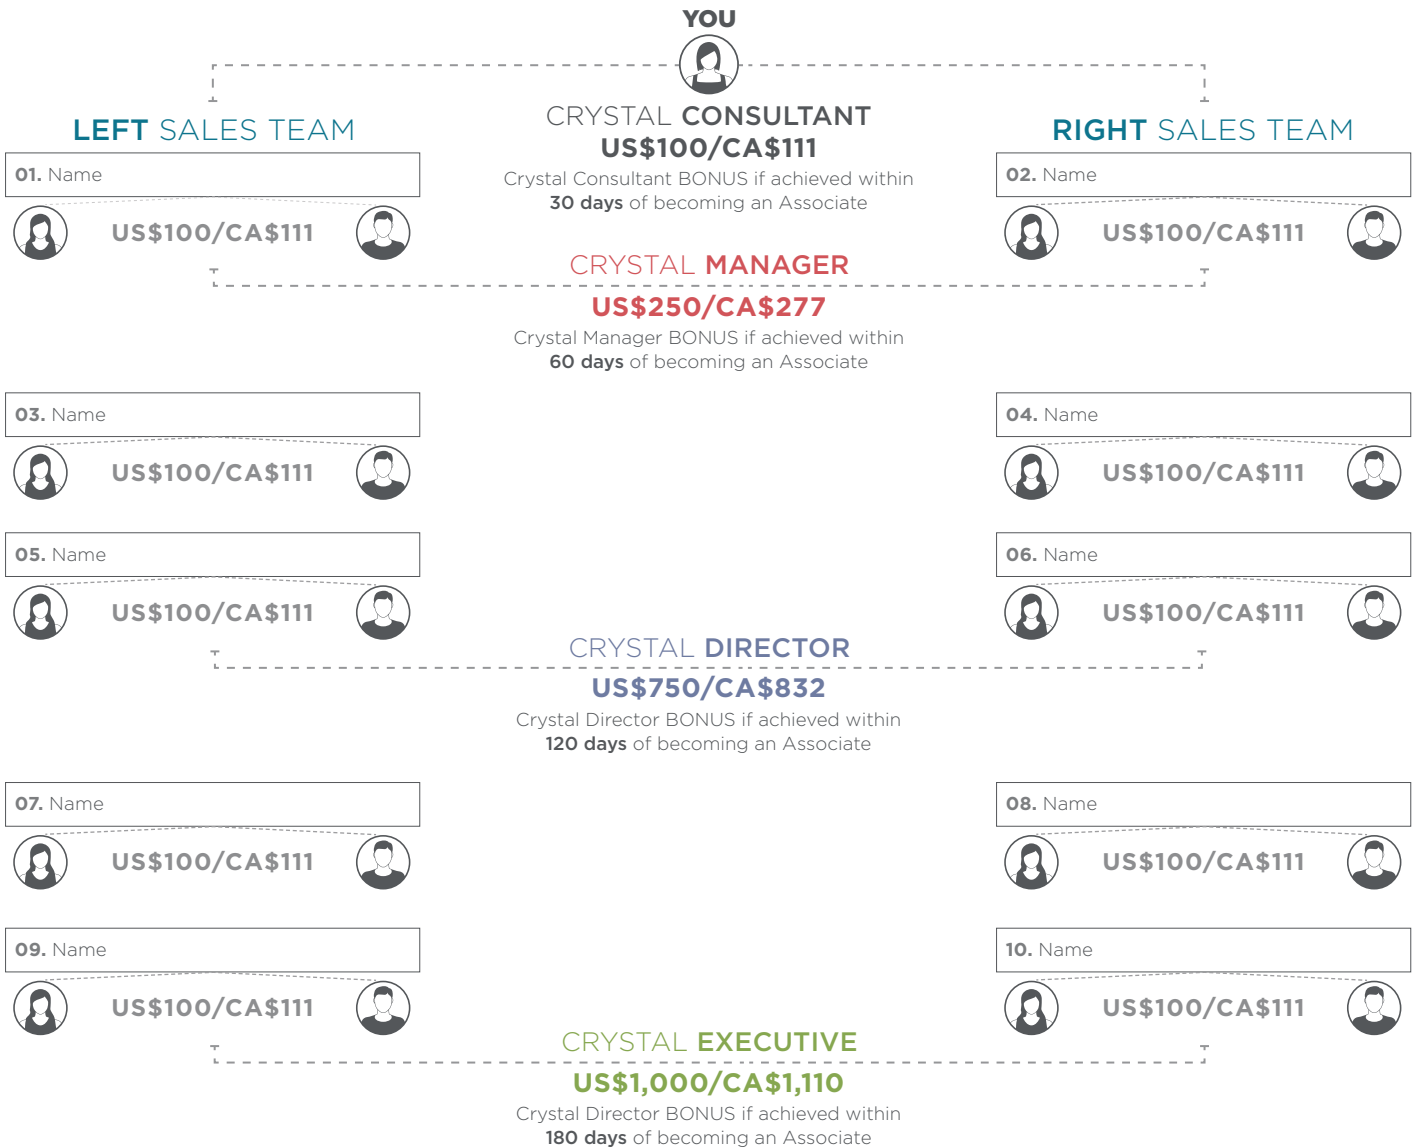 YOU
LEFT SALES TEAM
CRYSTAL CONSULTANT
RIGHT SALES TEAM
US$100/CA$111
01. Name
Crystal Consultant BONUS if achieved within
02. Name
30 days of becoming an Associate
US$100/CA$111
US$100/CA$111
CRYSTAL MANAGER
US$250/CA$277
Crystal Manager BONUS if achieved within
60 days of becoming an Associate
03. Name
04. Name
US$100/CA$111
US$100/CA$111
05. Name
06. Name
US$100/CA$111
US$100/CA$111
CRYSTAL DIRECTOR
US$750/CA$832
Crystal Director BONUS if achieved within
120 days of becoming an Associate
07. Name
08. Name
US$100/CA$111
US$100/CA$111
09. Name
10. Name
US$100/CA$111
US$100/CA$111
CRYSTAL EXECUTIVE
US$1,000/CA$1,110
Crystal Director BONUS if achieved within
180 days of becoming an Associate